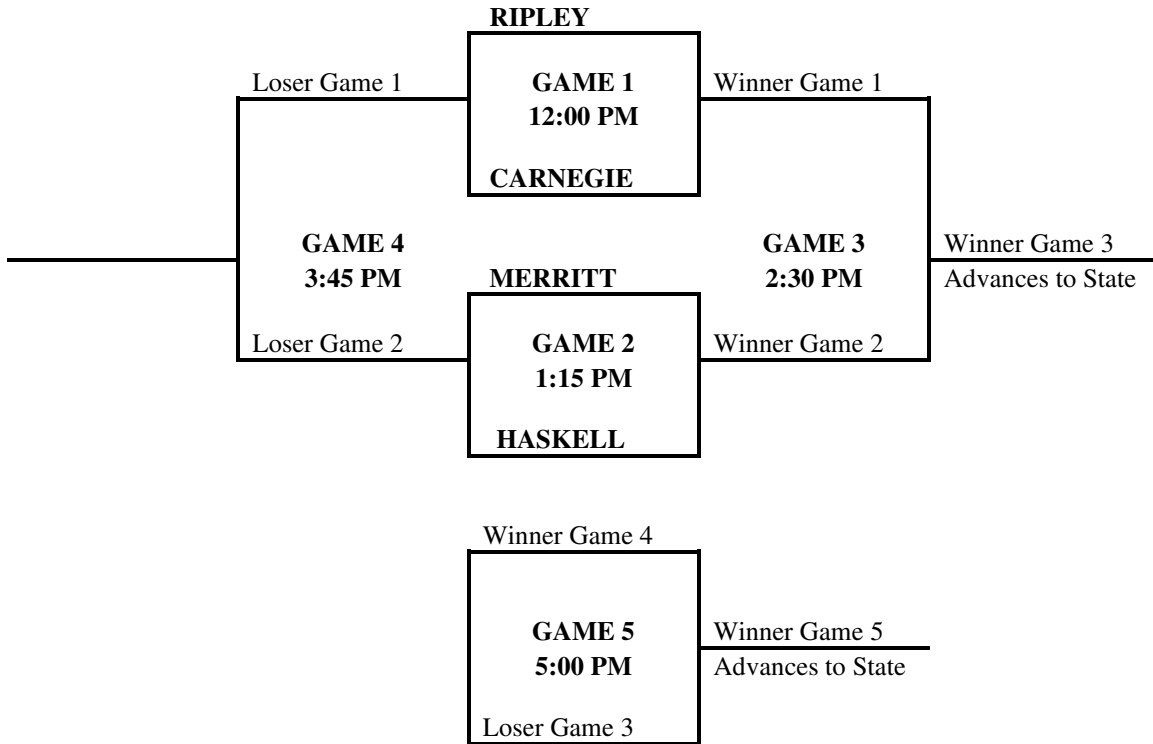 RIPLEY
Loser Game 1
GAME 1
Winner Game 1
12:00 PM
CARNEGIE
GAME 4
GAME 3
Winner Game 3
3:45 PM
MERRITT
2:30 PM
Advances to State
Loser Game 2
GAME 2
Winner Game 2
1:15 PM
HASKELL
Winner Game 4
GAME 5
Winner Game 5
5:00 PM
Advances to State
Loser Game 3